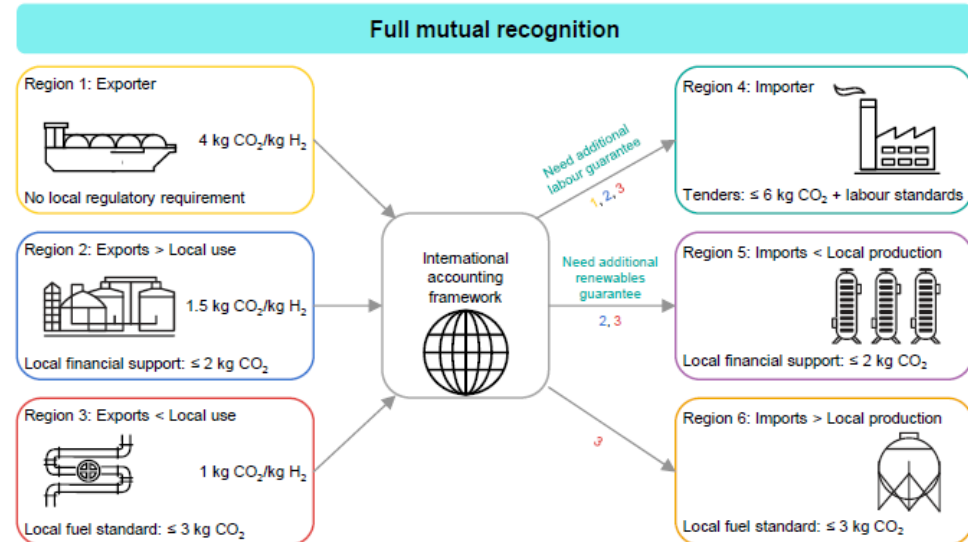 Full mutual recognition
Region 1: Exporter
4 kg CO₂/kg H₂
No local regulatory requirement
Region 2: Exports > Local use
1.5 kg CO₂/kg H₂
Local financial support: ≤ 2 kg CO₂
Region 3: Exports < Local use
1 kg CO₂/kg H₂
Local fuel standard: ≤ 3 kg CO₂
International
accounting
framework
Need additional
labour guarantee
1, 2, 3
Need additional
renewables
guarantee
2, 3
3
Region 4: Importer
Tenders: ≤ 6 kg CO₂ + labour standards
Region 5: Imports < Local production
Local financial support: ≤ 2 kg CO₂
Region 6: Imports > Local production
Local fuel standard: ≤ 3 kg CO₂